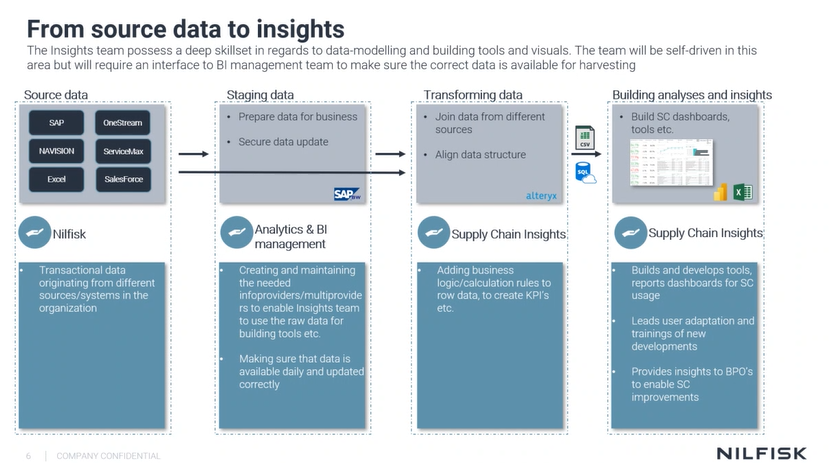 From source data to insights
The Insights team possess a deep skillset in regards to data-modelling and building tools and visuals. The team will be self-driven in this
area but will require an interface to BI management team to make sure the correct data is available for harvesting
Source data
SAP
OneStream
NAVISION
ServiceMax
Excel
SalesForce
Nilfisk
• Transactional data
originating from different
sources/systems in the
organization
Staging data
• Prepare data for business
• Secure data update
SAP BW
Analytics & BI
management
• Creating and maintaining
the needed
infoproviders/multiprovide
rs to enable Insights team
to use the raw data for
building tools etc.
• Making sure that data is
available daily and updated
correctly
Transforming data
• Join data from different
sources
• Align data structure
alteryx
Supply Chain Insights
• Adding business
logic/calculation rules to
row data, to create KPI's
etc.
CSV
SQL
Building analyses and insights
• Build SC dashboards,
tools etc.
Supply Chain Insights
• Builds and develops tools,
reports dashboards for SC
usage
• Leads user adaptation and
trainings of new
developments
• Provides insights to BPO's
to enable SC
improvements
6 | COMPANY CONFIDENTIAL
NILFISK